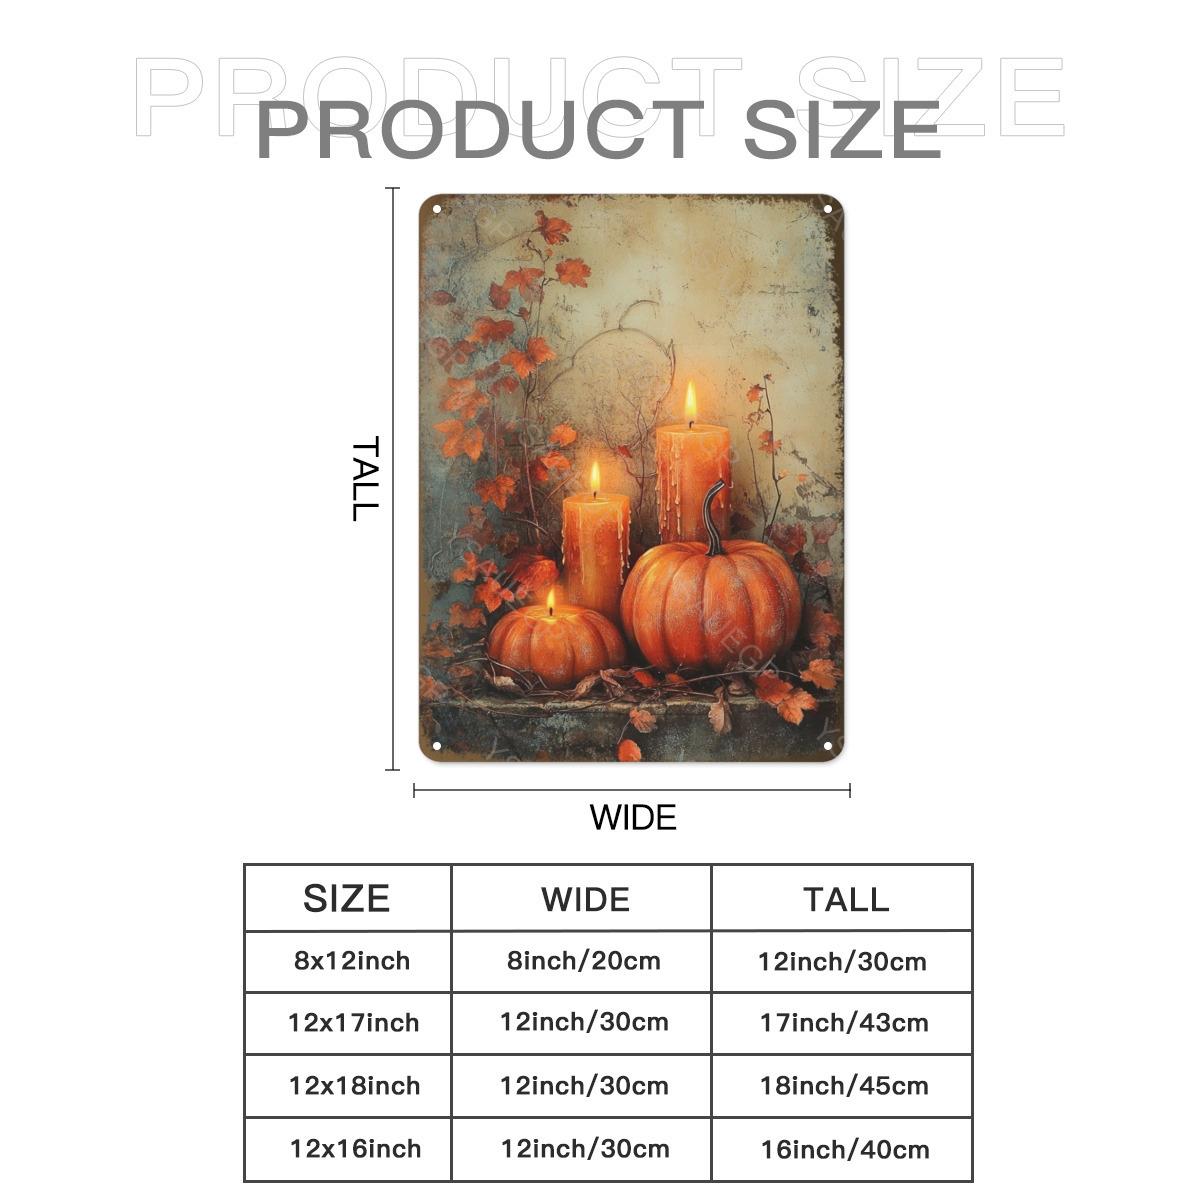 PRODUCT SIZE
PRODUCT SIZE
TALL
WIDE
SIZE WIDE TALL
8x12inch 8inch/20cm 12inch/30cm
12x17inch 12inch/30cm 17inch/43cm
12x18inch 12inch/30cm 18inch/45cm
12x16inch 12inch/30cm 16inch/40cm